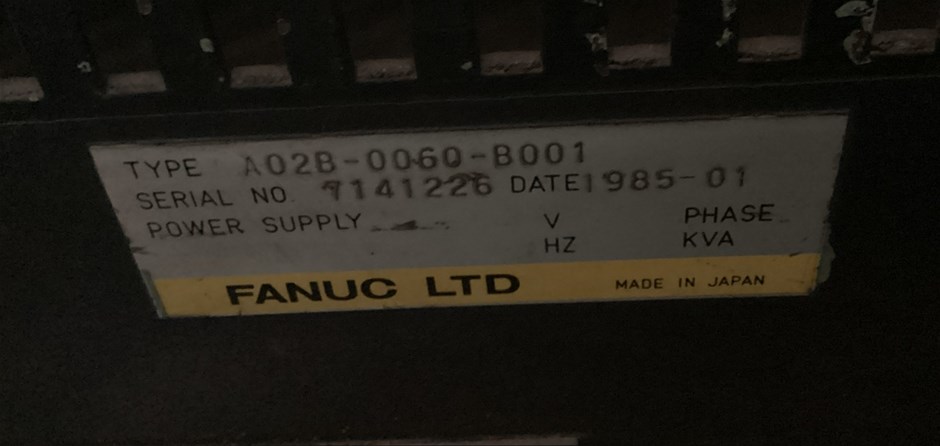 TYPE A02B-0060-B001
SERIAL NO. 7141226 DATE 1985-01
POWER SUPPLY V PHASE
HZ KVA
FANUC LTD MADE IN JAPAN